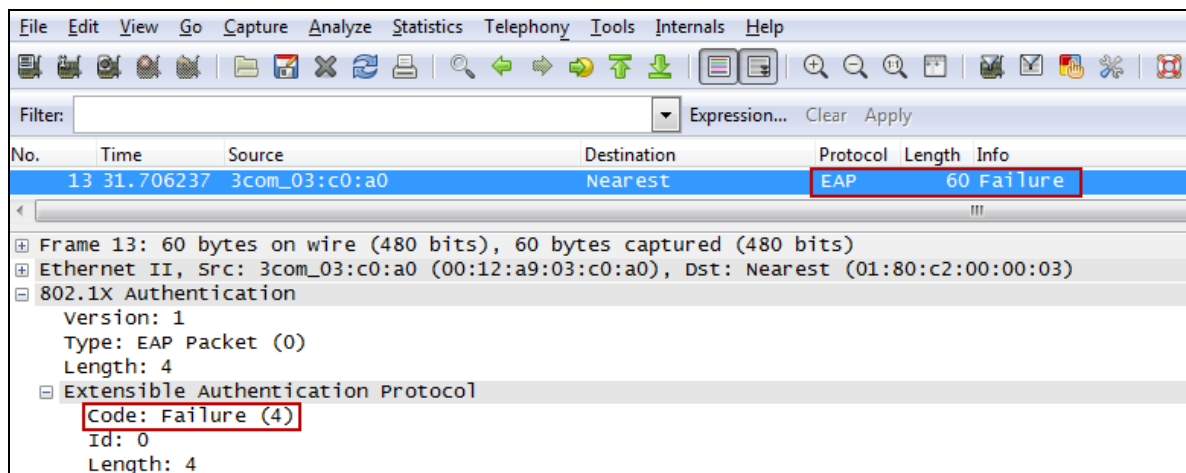 File Edit View Go Capture Analyze Statistics Telephony Tools Internals Help
Filter: Expression... Clear Apply
No. Time Source Destination Protocol Length Info
13 31.706237 3com_03:c0:a0 Nearest EAP 60 Failure
Frame 13: 60 bytes on wire (480 bits), 60 bytes captured (480 bits)
Ethernet II, Src: 3com_03:c0:a0 (00:12:a9:03:c0:a0), Dst: Nearest (01:80:c2:00:00:03)
802.1X Authentication
Version: 1
Type: EAP Packet (0)
Length: 4
Extensible Authentication Protocol
Code: Failure (4)
Id: 0
Length: 4